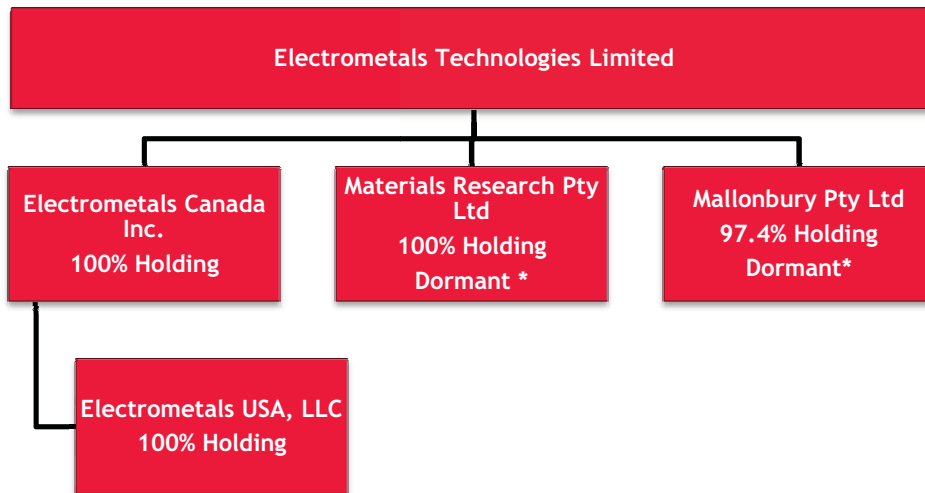 Electrometals Technologies Limited
Electrometals Canada
Inc.
100% Holding
Materials Research Pty
Ltd
100% Holding
Dormant *
Mallonbury Pty Ltd
97.4% Holding
Dormant*
Electrometals USA, LLC
100% Holding